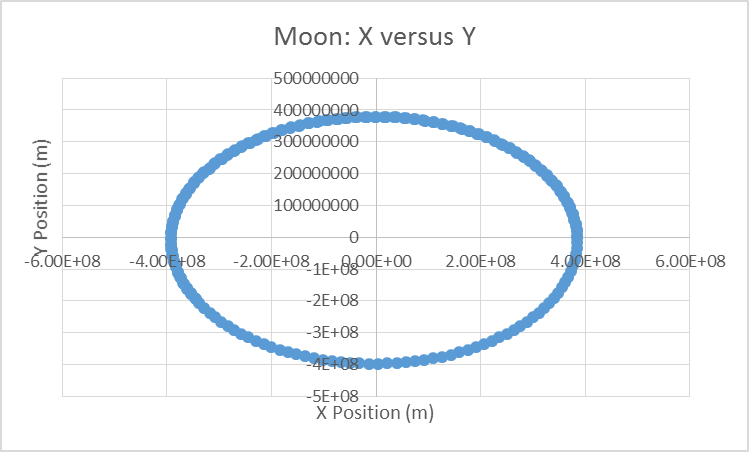 Moon: X versus Y
Y Position (m)
500000000
400000000
300000000
200000000
100000000
0
-6.00E+08 -4.00E+08 -2.00E+08 0.00E+00 2.00E+08 4.00E+08 6.00E+08
-1E+08
-2E+08
-3E+08
-4E+08
-5E+08
X Position (m)